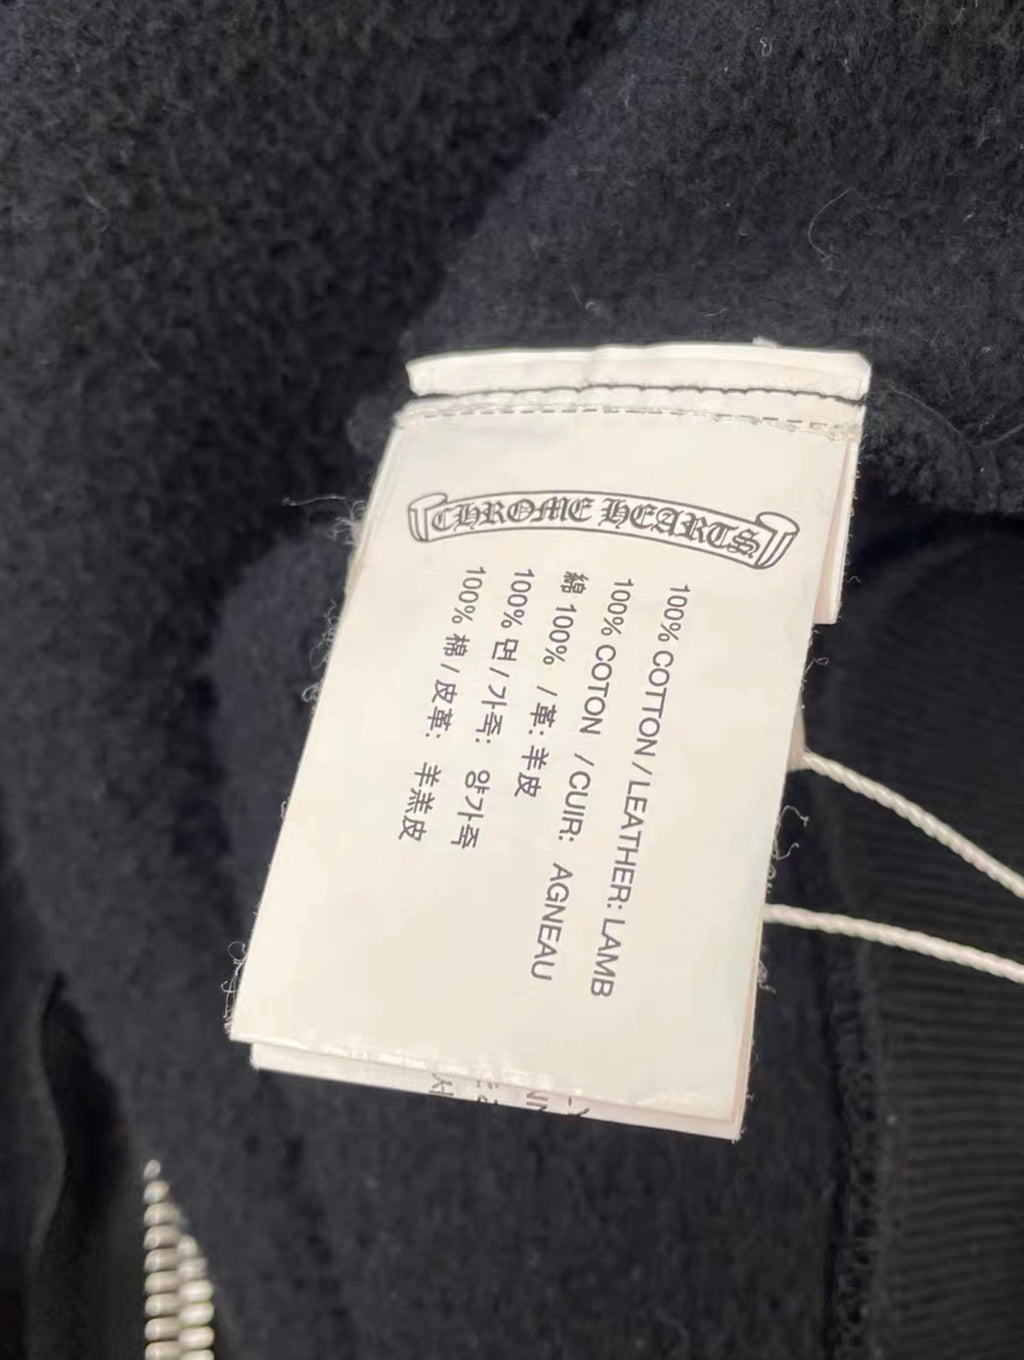 CHROME HEARTS
100% COTTON / LEATHER: LAMB
100% COTON / CUIR: AGNEAU
綿 100% / 革: 羊皮
100% 면 / 가죽: 양가죽
100% 棉 / 皮革: 羊羔皮